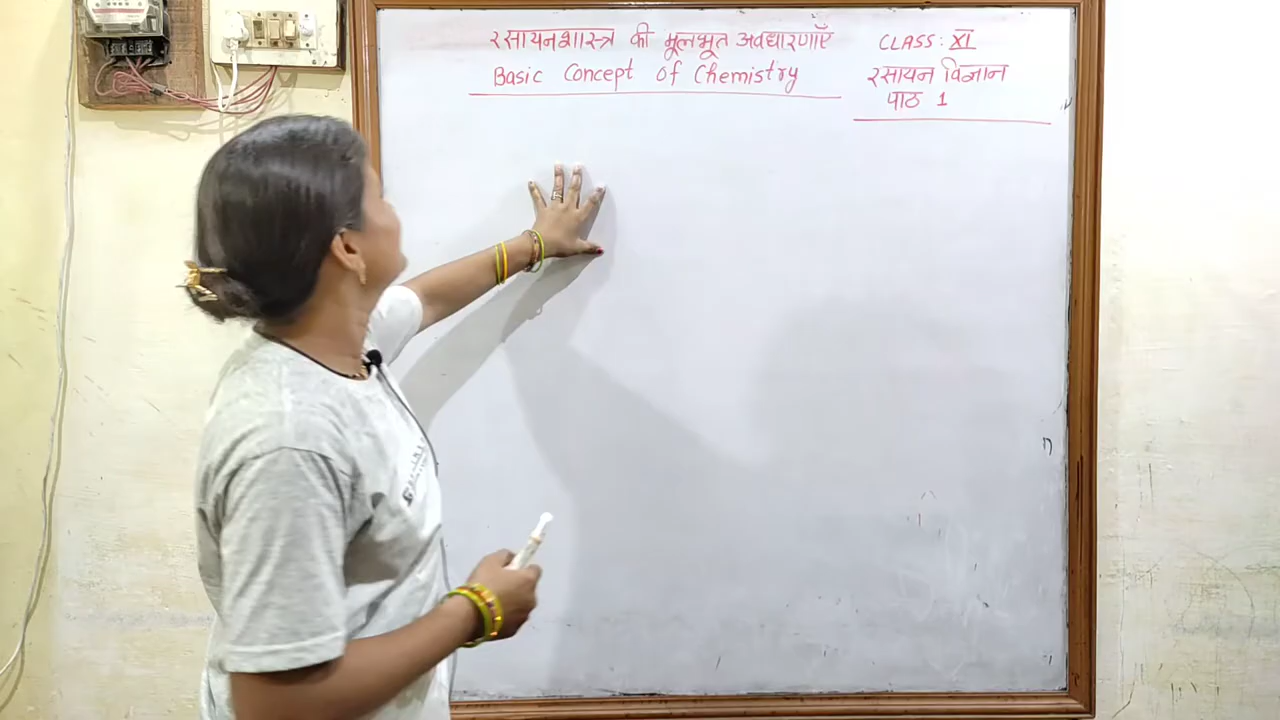 रसायनशास्त्र की मूलभूत अवधारणाएँ
Basic Concept of Chemistry
CLASS: XI
रसायन विज्ञान
पाठ 1